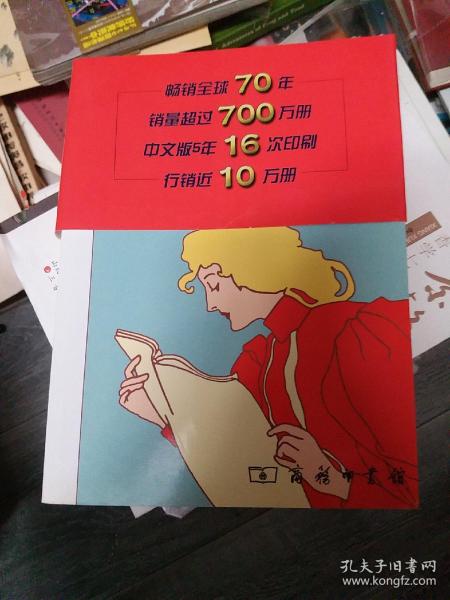 畅销全球70年
销量超过700万册
中文版5年16次印刷
行销近10万册
商务印书馆
孔夫子旧书网
www.kongfz.com